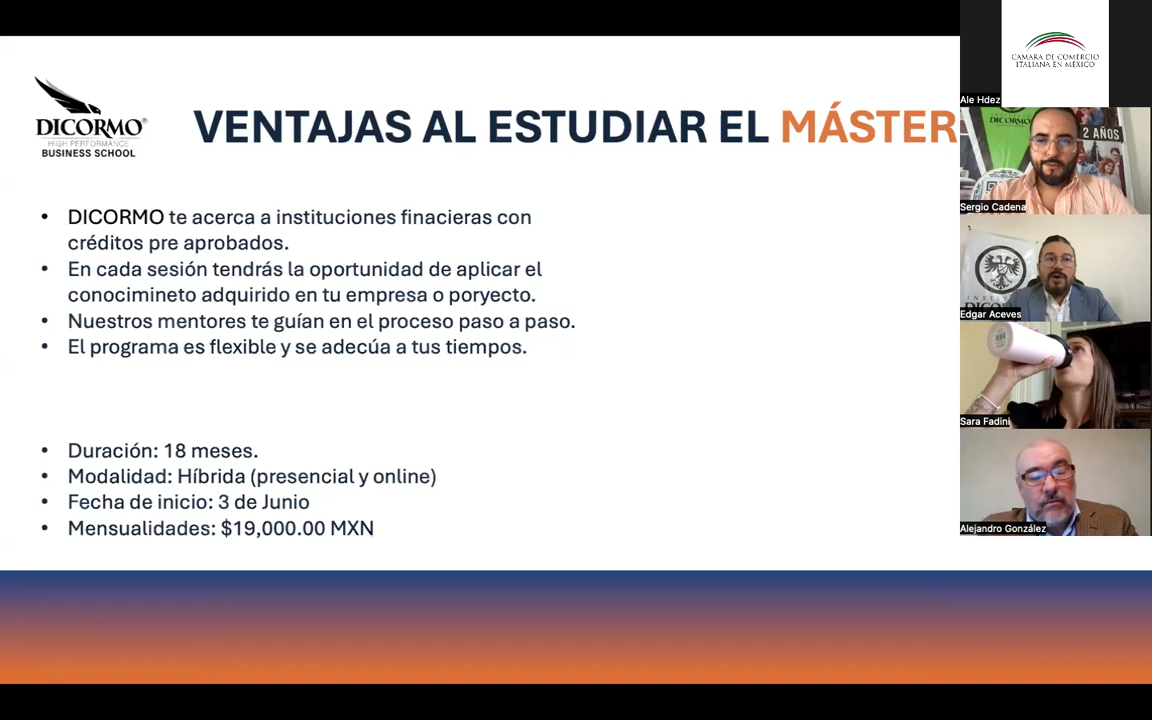 DICORMO®
HIGH PERFORMANCE
BUSINESS SCHOOL
VENTAJAS AL ESTUDIAR EL MÁSTER
• DICORMO te acerca a instituciones finacieras con
créditos pre aprobados.
• En cada sesión tendrás la oportunidad de aplicar el
conocimineto adquirido en tu empresa o poryecto.
• Nuestros mentores te guían en el proceso paso a paso.
• El programa es flexible y se adecúa a tus tiempos.
• Duración: 18 meses.
• Modalidad: Híbrida (presencial y online)
• Fecha de inicio: 3 de Junio
• Mensualidades: $19,000.00 MXN
CAMARA DE COMERCIO
ITALIANA EN MÉXICO
Ale Hdez
DICORMO
2 AÑOS
Sergio Cadena
Edgar Aceves
Sara Fadini
Alejandro González